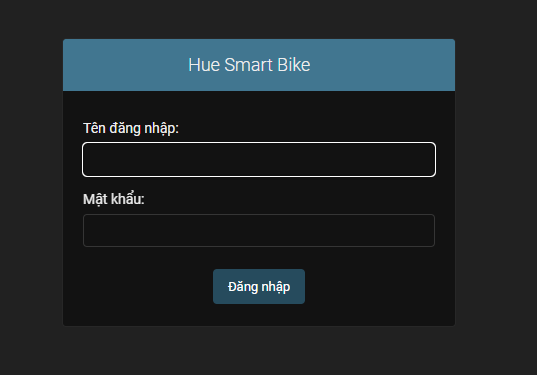 Hue Smart Bike
Tên đăng nhập:
Mật khẩu:
Đăng nhập